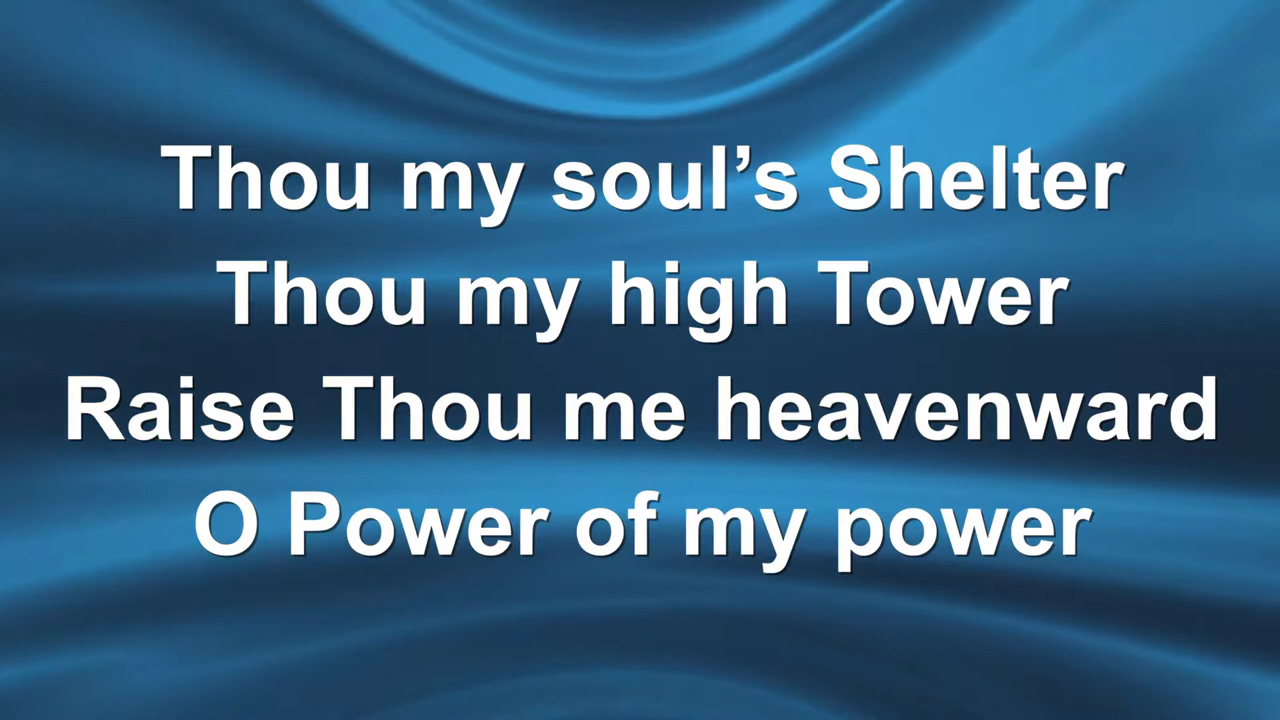 Thou my soul’s Shelter
Thou my high Tower
Raise Thou me heavenward
O Power of my power